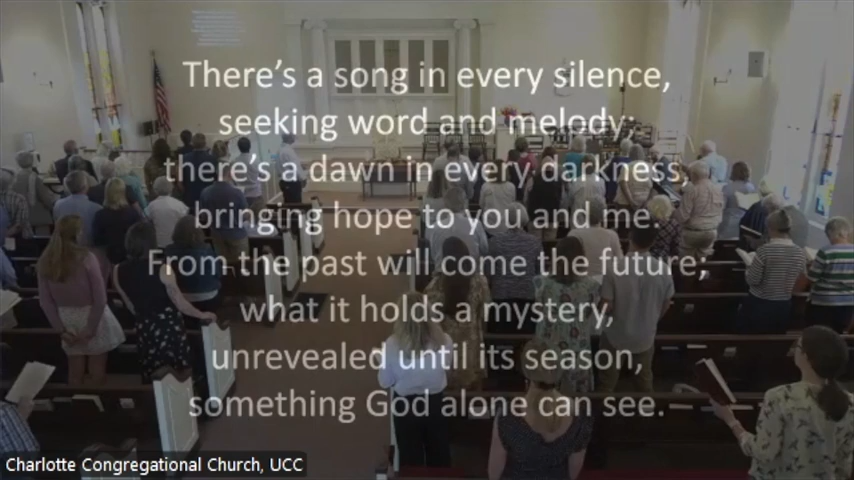 There’s a song in every silence,
seeking word and melody;
there’s a dawn in every darkness,
bringing hope to you and me.
From the past will come the future;
what it holds a mystery,
unrevealed until its season,
something God alone can see.
Charlotte Congregational Church, UCC